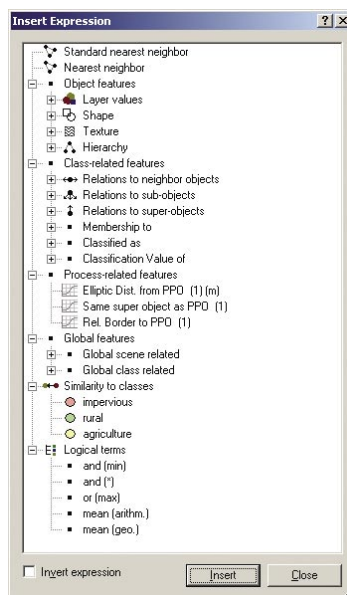 Insert Expression
Standard nearest neighbor
Nearest neighbor
Object features
Layer values
Shape
Texture
Hierarchy
Class-related features
Relations to neighbor objects
Relations to sub-objects
Relations to super-objects
Membership to
Classified as
Classification Value of
Process-related features
Elliptic Dist. from PPO (1) (m)
Same super object as PPO (1)
Rel. Border to PPO (1)
Global features
Global scene related
Global class related
Similarity to classes
impervious
rural
agriculture
Logical terms
and (min)
and (*)
or (max)
mean (arithm.)
mean (geo.)
Invert expression
Insert
Close